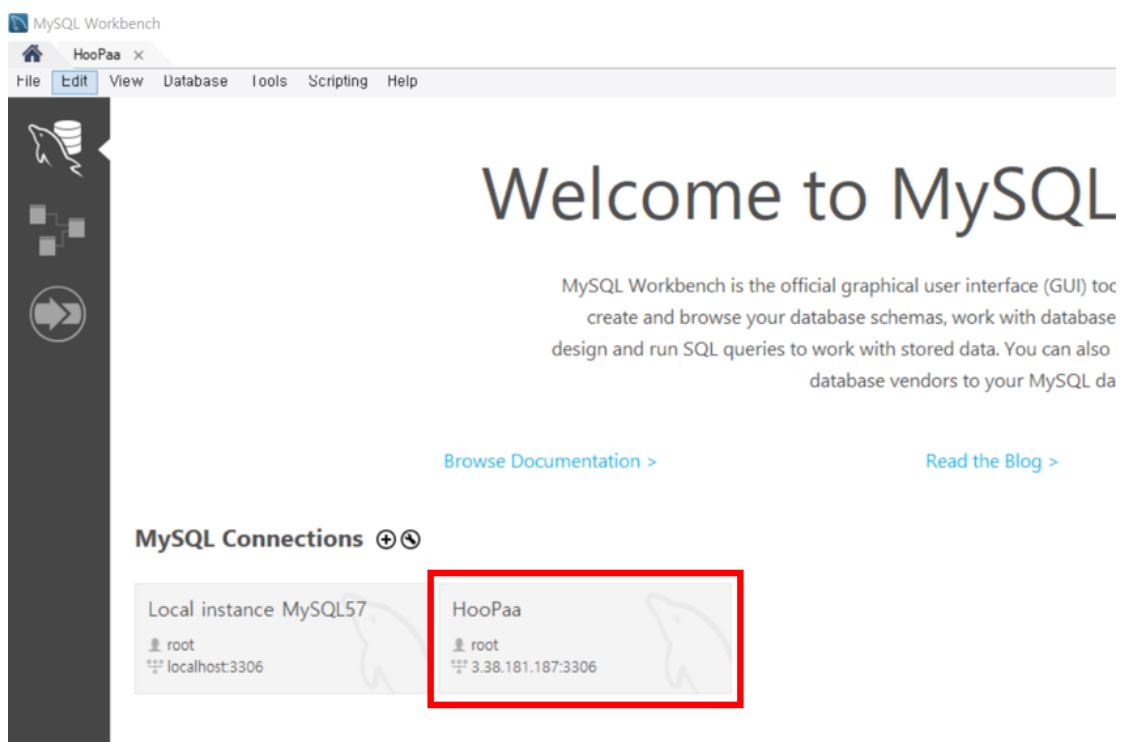 MySQL Workbench
HooPaa ×
File Edit View Database Tools Scripting Help
Welcome to MySQL
MySQL Workbench is the official graphical user interface (GUI) too
create and browse your database schemas, work with database
design and run SQL queries to work with stored data. You can also
database vendors to your MySQL da
Browse Documentation >
Read the Blog >
MySQL Connections
Local instance MySQL57
root
localhost:3306
HooPaa
root
3.38.181.187:3306